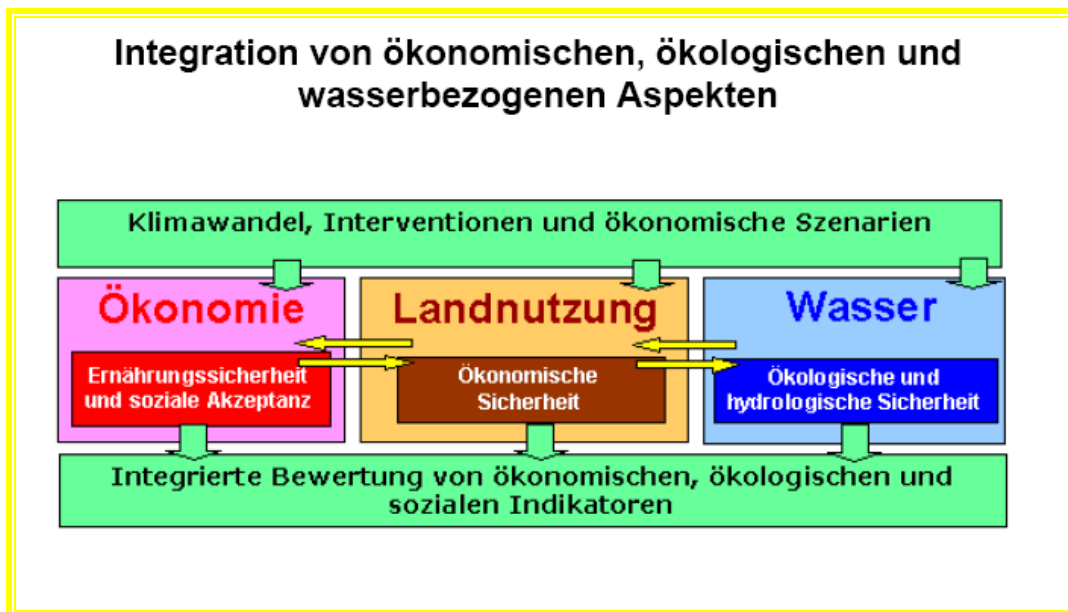 Integration von ökonomischen, ökologischen und
wasserbezogenen Aspekten
Klimawandel, Interventionen und ökonomische Szenarien
Ökonomie
Landnutzung
Wasser
Ernährungssicherheit
und soziale Akzeptanz
Ökonomische
Sicherheit
Ökologische und
hydrologische Sicherheit
Integrierte Bewertung von ökonomischen, ökologischen und
sozialen Indikatoren